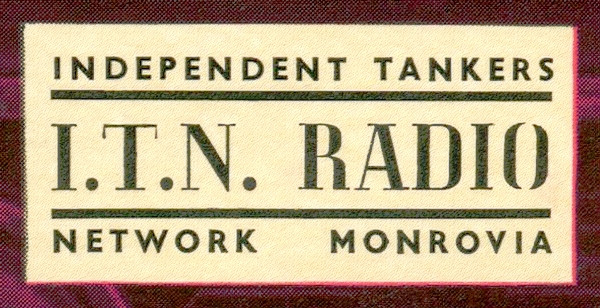 INDEPENDENT TANKERS
I.T.N. RADIO
NETWORK MONROVIA